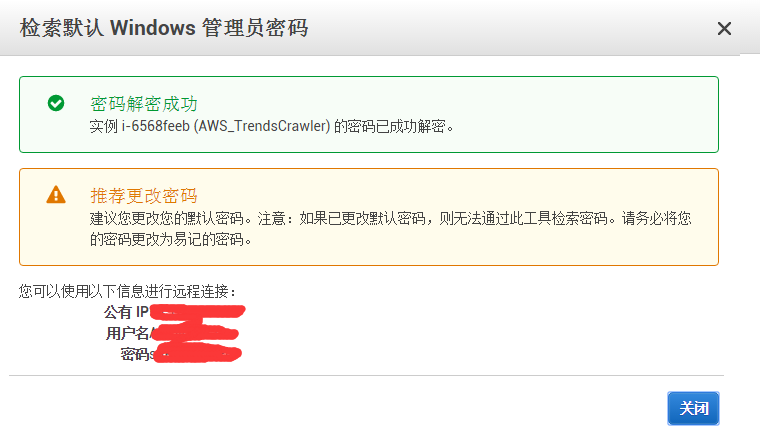 检索默认 Windows 管理员密码
密码解密成功
实例 i-6568feeb (AWS_TrendsCrawler) 的密码已成功解密。
推荐更改密码
建议您更改您的默认密码。注意：如果已更改默认密码，则无法通过此工具检索密码。请务必将您
的密码更改为易记的密码。
您可以使用以下信息进行远程连接：
公有 IP
用户名
密码
关闭